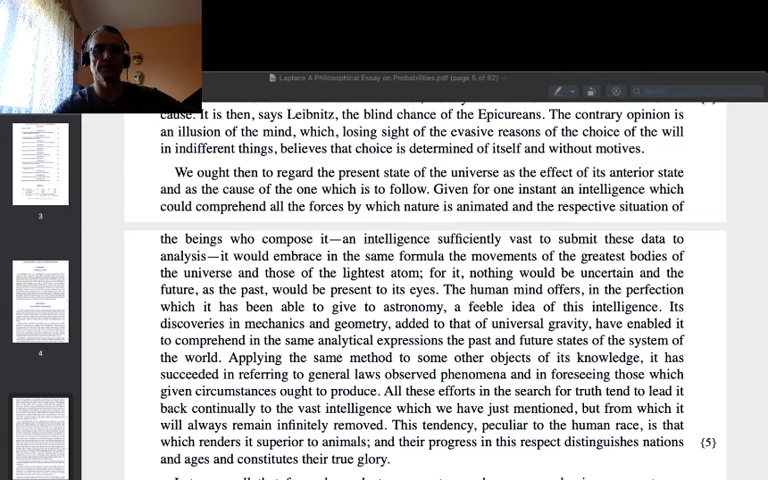 Laplace A Philosophical Essay on Probabilities.pdf (page 5 of 82)
Search
cause. It is then, says Leibnitz, the blind chance of the Epicureans. The contrary opinion is
an illusion of the mind, which, losing sight of the evasive reasons of the choice of the will
in indifferent things, believes that choice is determined of itself and without motives.
We ought then to regard the present state of the universe as the effect of its anterior state
and as the cause of the one which is to follow. Given for one instant an intelligence which
could comprehend all the forces by which nature is animated and the respective situation of
3
the beings who compose it—an intelligence sufficiently vast to submit these data to
analysis—it would embrace in the same formula the movements of the greatest bodies of
the universe and those of the lightest atom; for it, nothing would be uncertain and the
future, as the past, would be present to its eyes. The human mind offers, in the perfection
which it has been able to give to astronomy, a feeble idea of this intelligence. Its
discoveries in mechanics and geometry, added to that of universal gravity, have enabled it
to comprehend in the same analytical expressions the past and future states of the system of
4
the world. Applying the same method to some other objects of its knowledge, it has
succeeded in referring to general laws observed phenomena and in foreseeing those which
given circumstances ought to produce. All these efforts in the search for truth tend to lead it
back continually to the vast intelligence which we have just mentioned, but from which it
will always remain infinitely removed. This tendency, peculiar to the human race, is that
which renders it superior to animals; and their progress in this respect distinguishes nations {5}
and ages and constitutes their true glory.